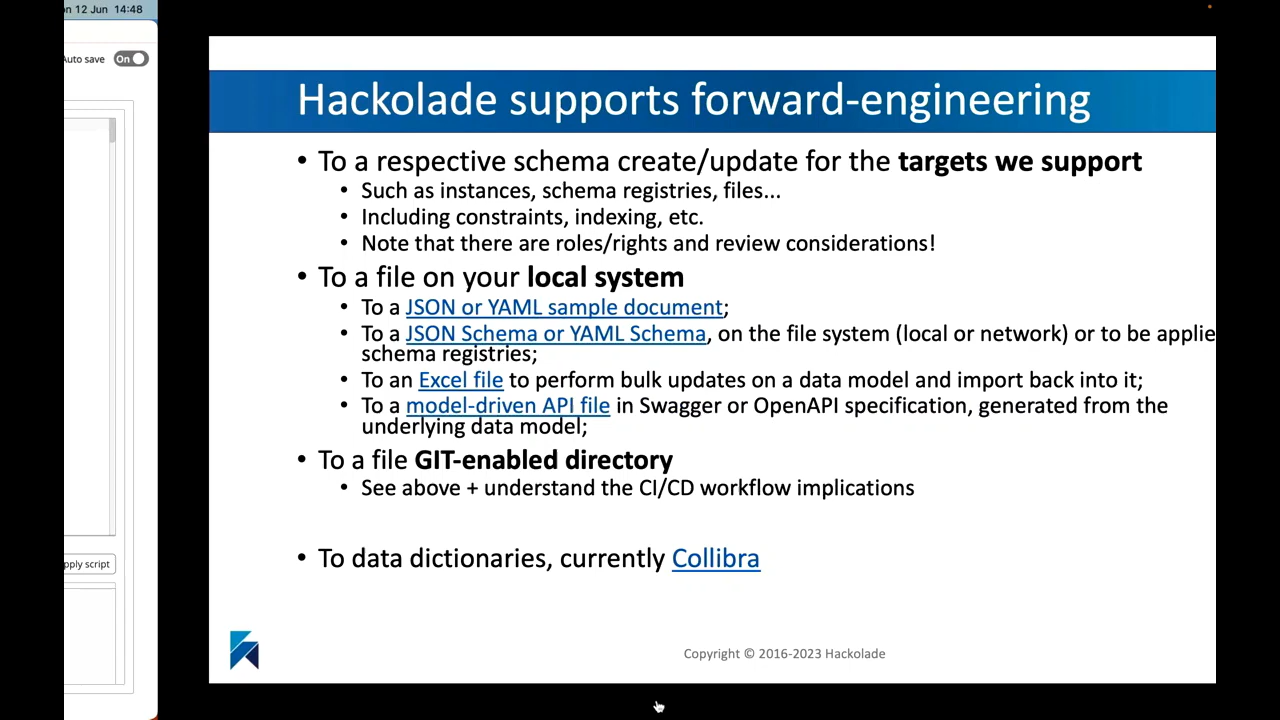 on 12 Jun 14:48
Auto save On
Hackolade supports forward-engineering
• To a respective schema create/update for the targets we support
• Such as instances, schema registries, files...
• Including constraints, indexing, etc.
• Note that there are roles/rights and review considerations!
• To a file on your local system
• To a JSON or YAML sample document;
• To a JSON Schema or YAML Schema, on the file system (local or network) or to be applie
schema registries;
• To an Excel file to perform bulk updates on a data model and import back into it;
• To a model-driven API file in Swagger or OpenAPI specification, generated from the
underlying data model;
• To a file GIT-enabled directory
• See above + understand the CI/CD workflow implications
• To data dictionaries, currently Collibra
pply script
Copyright © 2016-2023 Hackolade